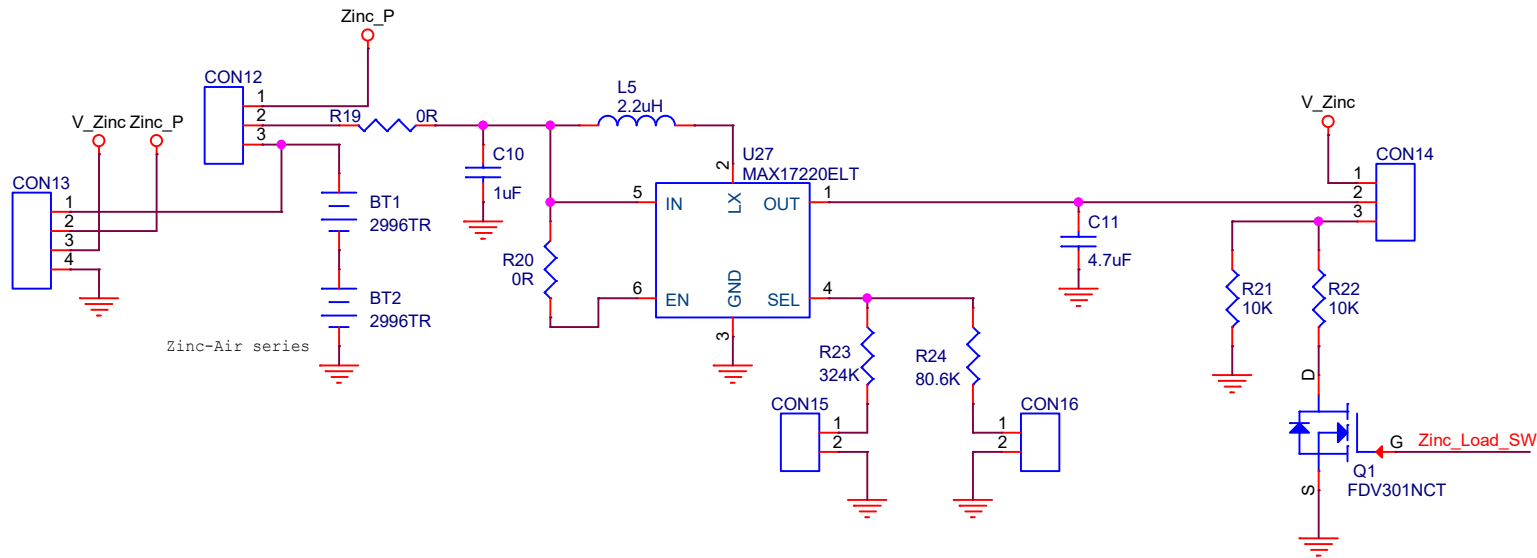 Zinc_P
CON12
1
2
3
R19
0R
V_Zinc
Zinc_P
CON13
1
2
3
4
BT1
2996TR
BT2
2996TR
Zinc-Air series
C10
1uF
L5
2.2uH
U27
MAX17220ELT
2
LX
5
IN
OUT
1
6
EN
GND
SEL
4
3
R20
0R
C11
4.7uF
R23
324K
R24
80.6K
CON15
1
2
CON16
1
2
V_Zinc
CON14
1
2
3
R21
10K
R22
10K
D
G
Zinc_Load_SW
Q1
FDV301NCT
S